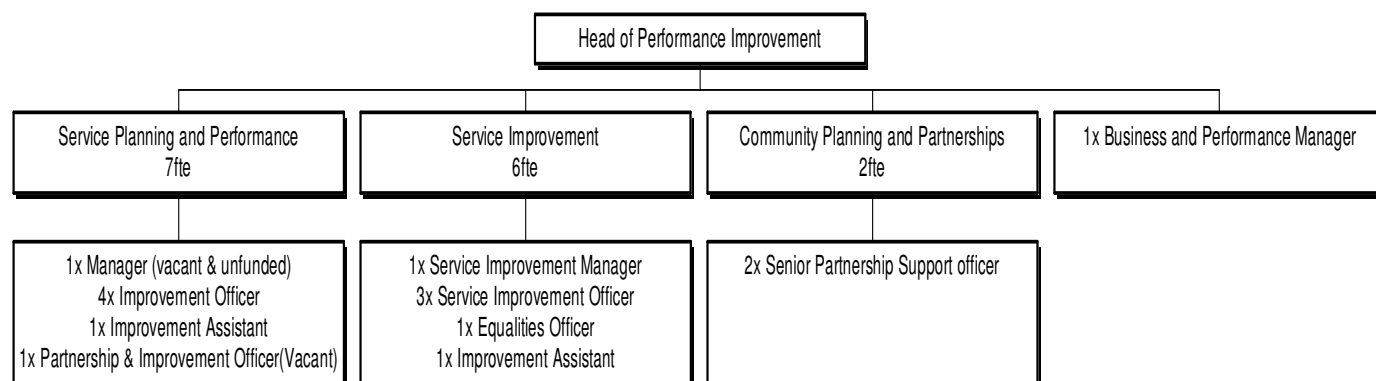 Head of Performance Improvement
Service Planning and Performance
7fte
Service Improvement
6fte
Community Planning and Partnerships
2fte
1x Business and Performance Manager
1x Manager (vacant & unfunded)
4x Improvement Officer
1x Improvement Assistant
1x Partnership & Improvement Officer(Vacant)
1x Service Improvement Manager
3x Service Improvement Officer
1x Equalities Officer
1x Improvement Assistant
2x Senior Partnership Support officer